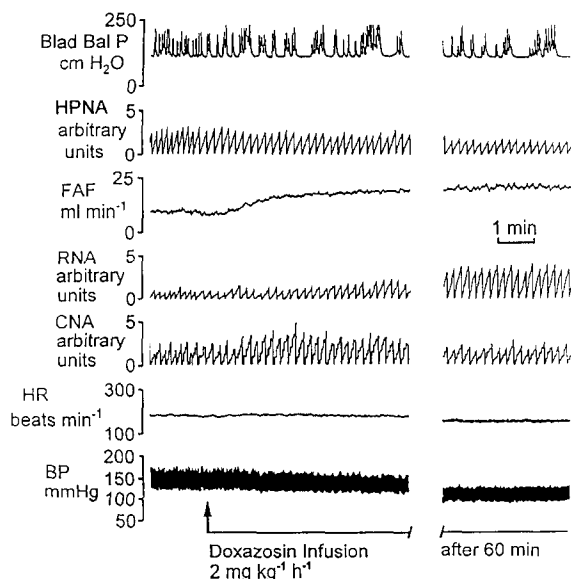 250
Blad Bal P
cm H₂O
0
HPNA
5
arbitrary
units
0
25
FAF
ml min⁻¹
0
1 min
RNA
5
arbitrary
units
0
CNA
5
arbitrary
units
0
HR
300
beats min⁻¹
100
BP
200
mmHg
150
100
50
Doxazosin Infusion
2 mg kg⁻¹ h⁻¹
after 60 min